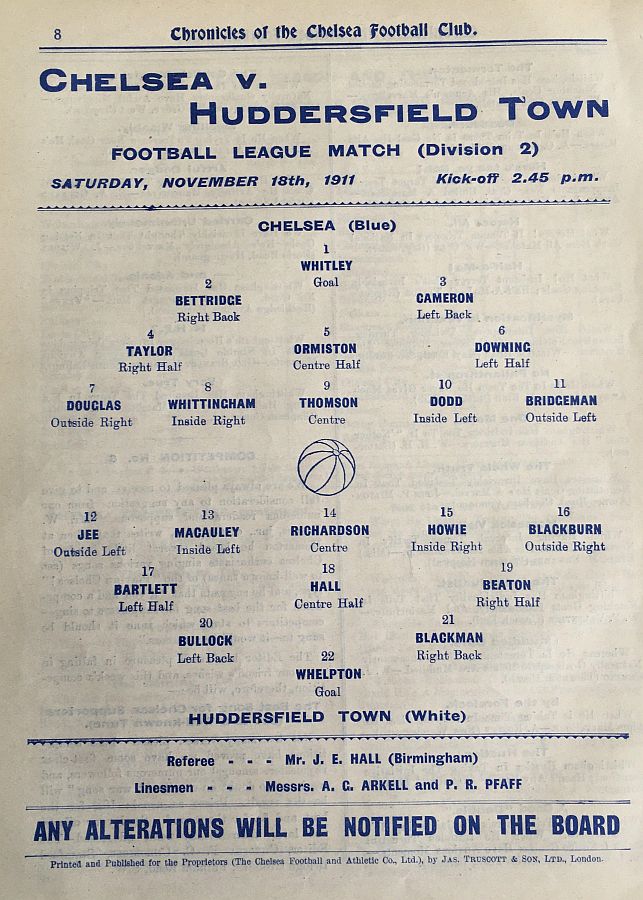 8 Chronicles of the Chelsea Football Club.
CHELSEA V.
HUDDERSFIELD TOWN
FOOTBALL LEAGUE MATCH (Division 2)
SATURDAY, NOVEMBER 18th, 1911 Kick-off 2.45 p.m.
CHELSEA (Blue)
1
WHITLEY
Goal
2 3
BETTRIDGE CAMERON
Right Back Left Back
4 5 6
TAYLOR ORMISTON DOWNING
Right Half Centre Half Left Half
7 8 9 10 11
DOUGLAS WHITTINGHAM THOMSON DODD BRIDGEMAN
Outside Right Inside Right Centre Inside Left Outside Left
12 13 14 15 16
JEE MACAULEY RICHARDSON HOWIE BLACKBURN
Outside Left Inside Left Centre Inside Right Outside Right
17 18 19
BARTLETT HALL BEATON
Left Half Centre Half Right Half
20 21
BULLOCK BLACKMAN
Left Back Right Back
22
WHELPTON
Goal
HUDDERSFIELD TOWN (White)
Referee - - - Mr. J. E. HALL (Birmingham)
Linesmen - - - Messrs. A. G. ARKELL and P. R. PFAFF
ANY ALTERATIONS WILL BE NOTIFIED ON THE BOARD
Printed and Published for the Proprietors (The Chelsea Football and Athletic Co., Ltd.), by JAS. TRUSCOTT & SON, LTD., London.